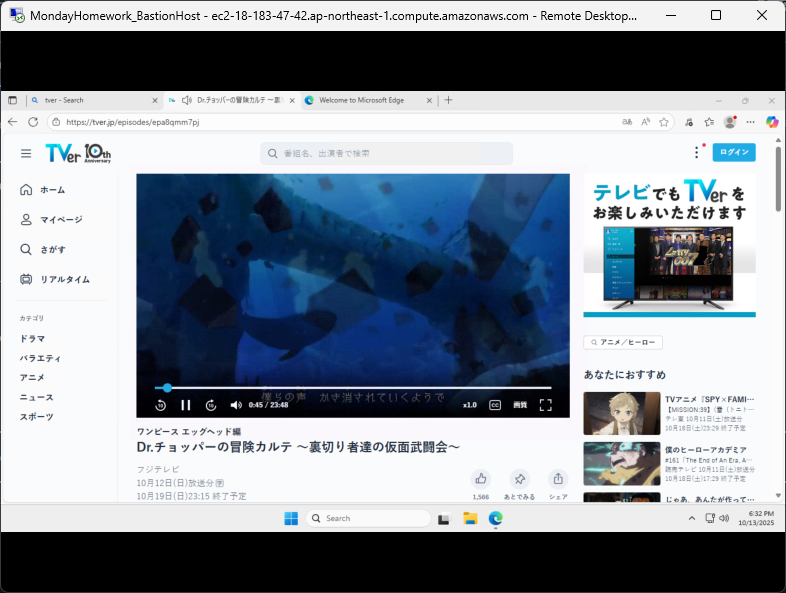 MondayHomework_BastionHost - ec2-18-183-47-42.ap-northeast-1.compute.amazonaws.com - Remote Desktop...
tver - Search
Dr.チョッパーの冒険カルテ ～裏
Welcome to Microsoft Edge
https://tver.jp/episodes/epa8qmm7pj
TVer 10th Anniversary
番組名、出演者で検索
ログイン
ホーム
マイページ
さがす
リアルタイム
カテゴリ
ドラマ
バラエティ
アニメ
ニュース
スポーツ
僕らの声 かき消されていくようで
0:45 / 23:48
x1.0
CC
画質
ワンピース エッグヘッド編
Dr.チョッパーの冒険カルテ ～裏切り者達の仮面武闘会～
フジテレビ
10月12日(日)放送分
10月19日(日)23:15 終了予定
1,586
あとでみる
シェア
テレビでもTVerを
お楽しみいただけます
アニメ／ヒーロー
あなたにおすすめ
TVアニメ『SPY×FAMI…
【MISSION:39】〈普（トニト…
テレ東 10月11日(土)放送分
10月18日(土)23:29 終了予定
僕のヒーローアカデミア
#161「The End of An Era, A…
読売テレビ 10月11日(土)放送分
10月18日(土)17:29 終了予定
じゃあ、あんたが作って…
Search
6:32 PM
10/13/2025